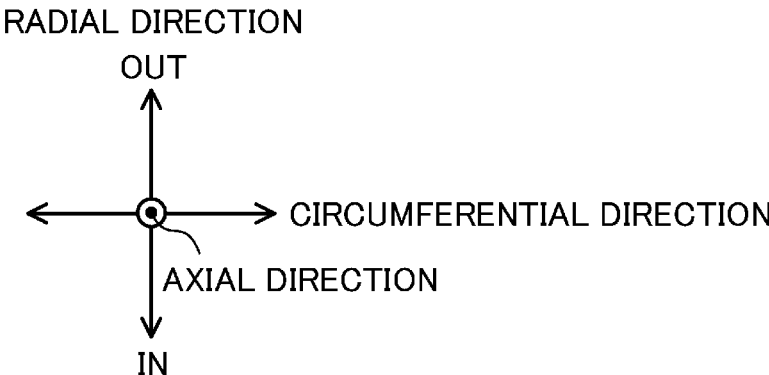 RADIAL DIRECTION
OUT
CIRCUMFERENTIAL DIRECTION
AXIAL DIRECTION
IN